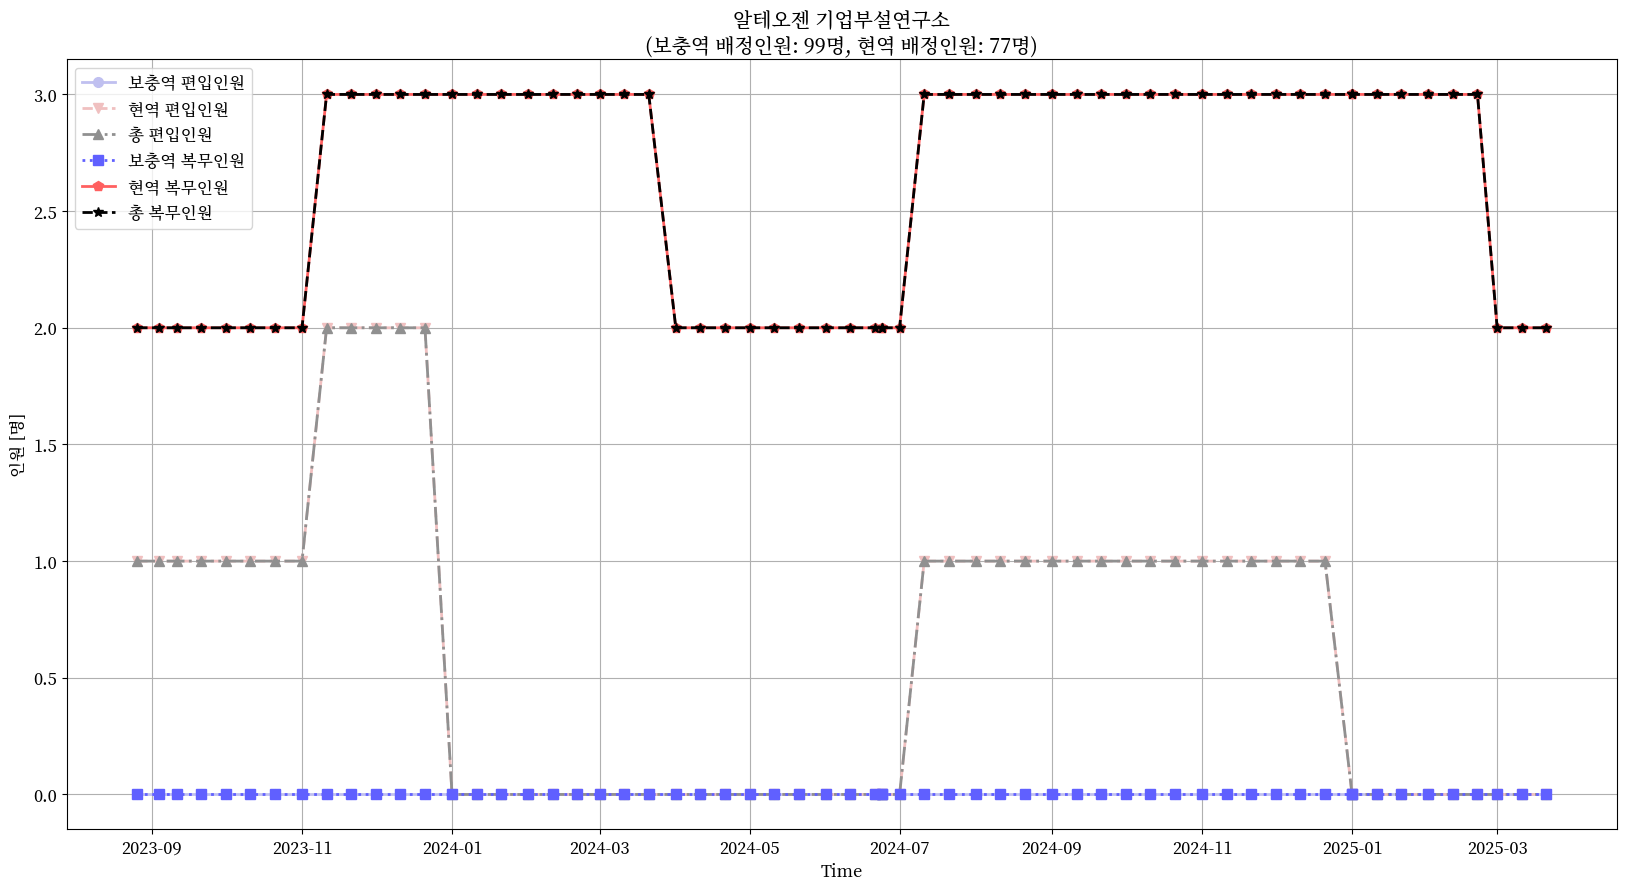 알테오젠 기업부설연구소
(보충역 배정인원: 99명, 현역 배정인원: 77명)
보충역 편입인원
현역 편입인원
총 편입인원
보충역 복무인원
현역 복무인원
총 복무인원
3.0
2.5
2.0
1.5
1.0
0.5
0.0
인원 [명]
2023-09
2023-11
2024-01
2024-03
2024-05
2024-07
2024-09
2024-11
2025-01
2025-03
Time